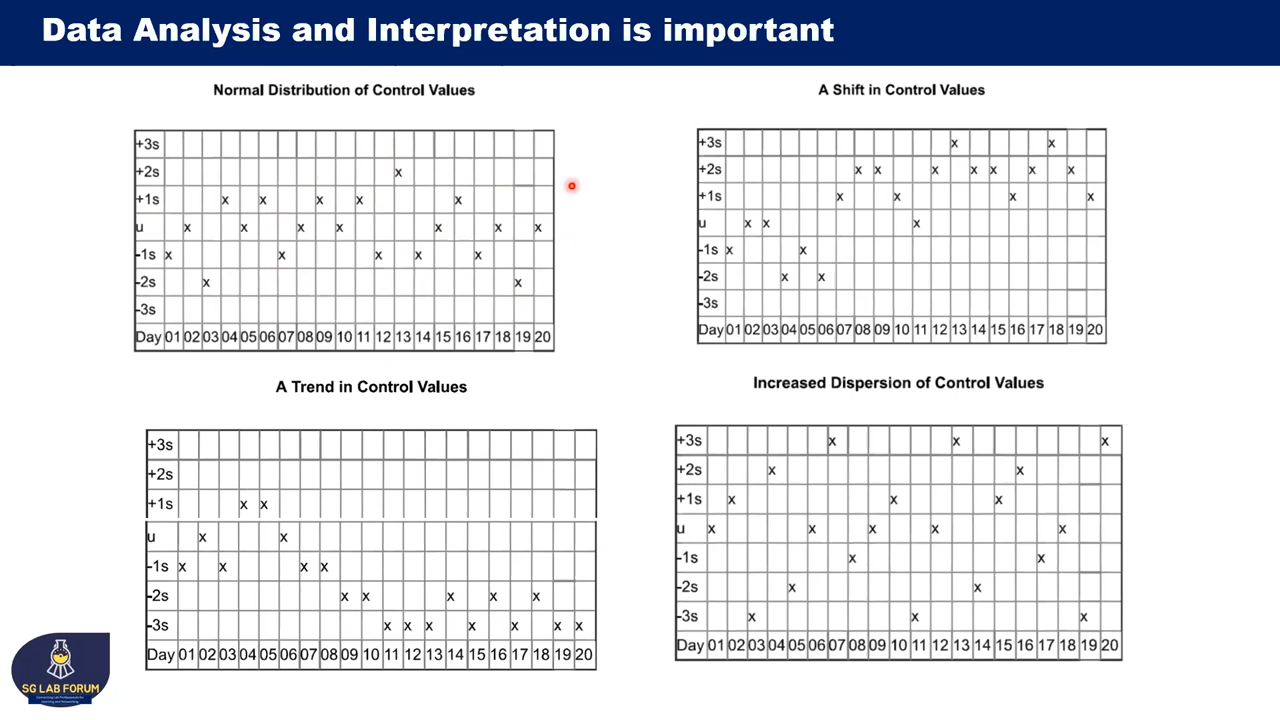 Data Analysis and Interpretation is important
Normal Distribution of Control Values
+3s
+2s
+1s
u
-1s
-2s
-3s
Day 01 02 03 04 05 06 07 08 09 10 11 12 13 14 15 16 17 18 19 20
A Shift in Control Values
+3s
+2s
+1s
u
-1s
-2s
-3s
Day 01 02 03 04 05 06 07 08 09 10 11 12 13 14 15 16 17 18 19 20
A Trend in Control Values
+3s
+2s
+1s
u
-1s
-2s
-3s
Day 01 02 03 04 05 06 07 08 09 10 11 12 13 14 15 16 17 18 19 20
Increased Dispersion of Control Values
+3s
+2s
+1s
u
-1s
-2s
-3s
Day 01 02 03 04 05 06 07 08 09 10 11 12 13 14 15 16 17 18 19 20
SG LAB FORUM
Connecting Lab Professionals for
Learning and Networking